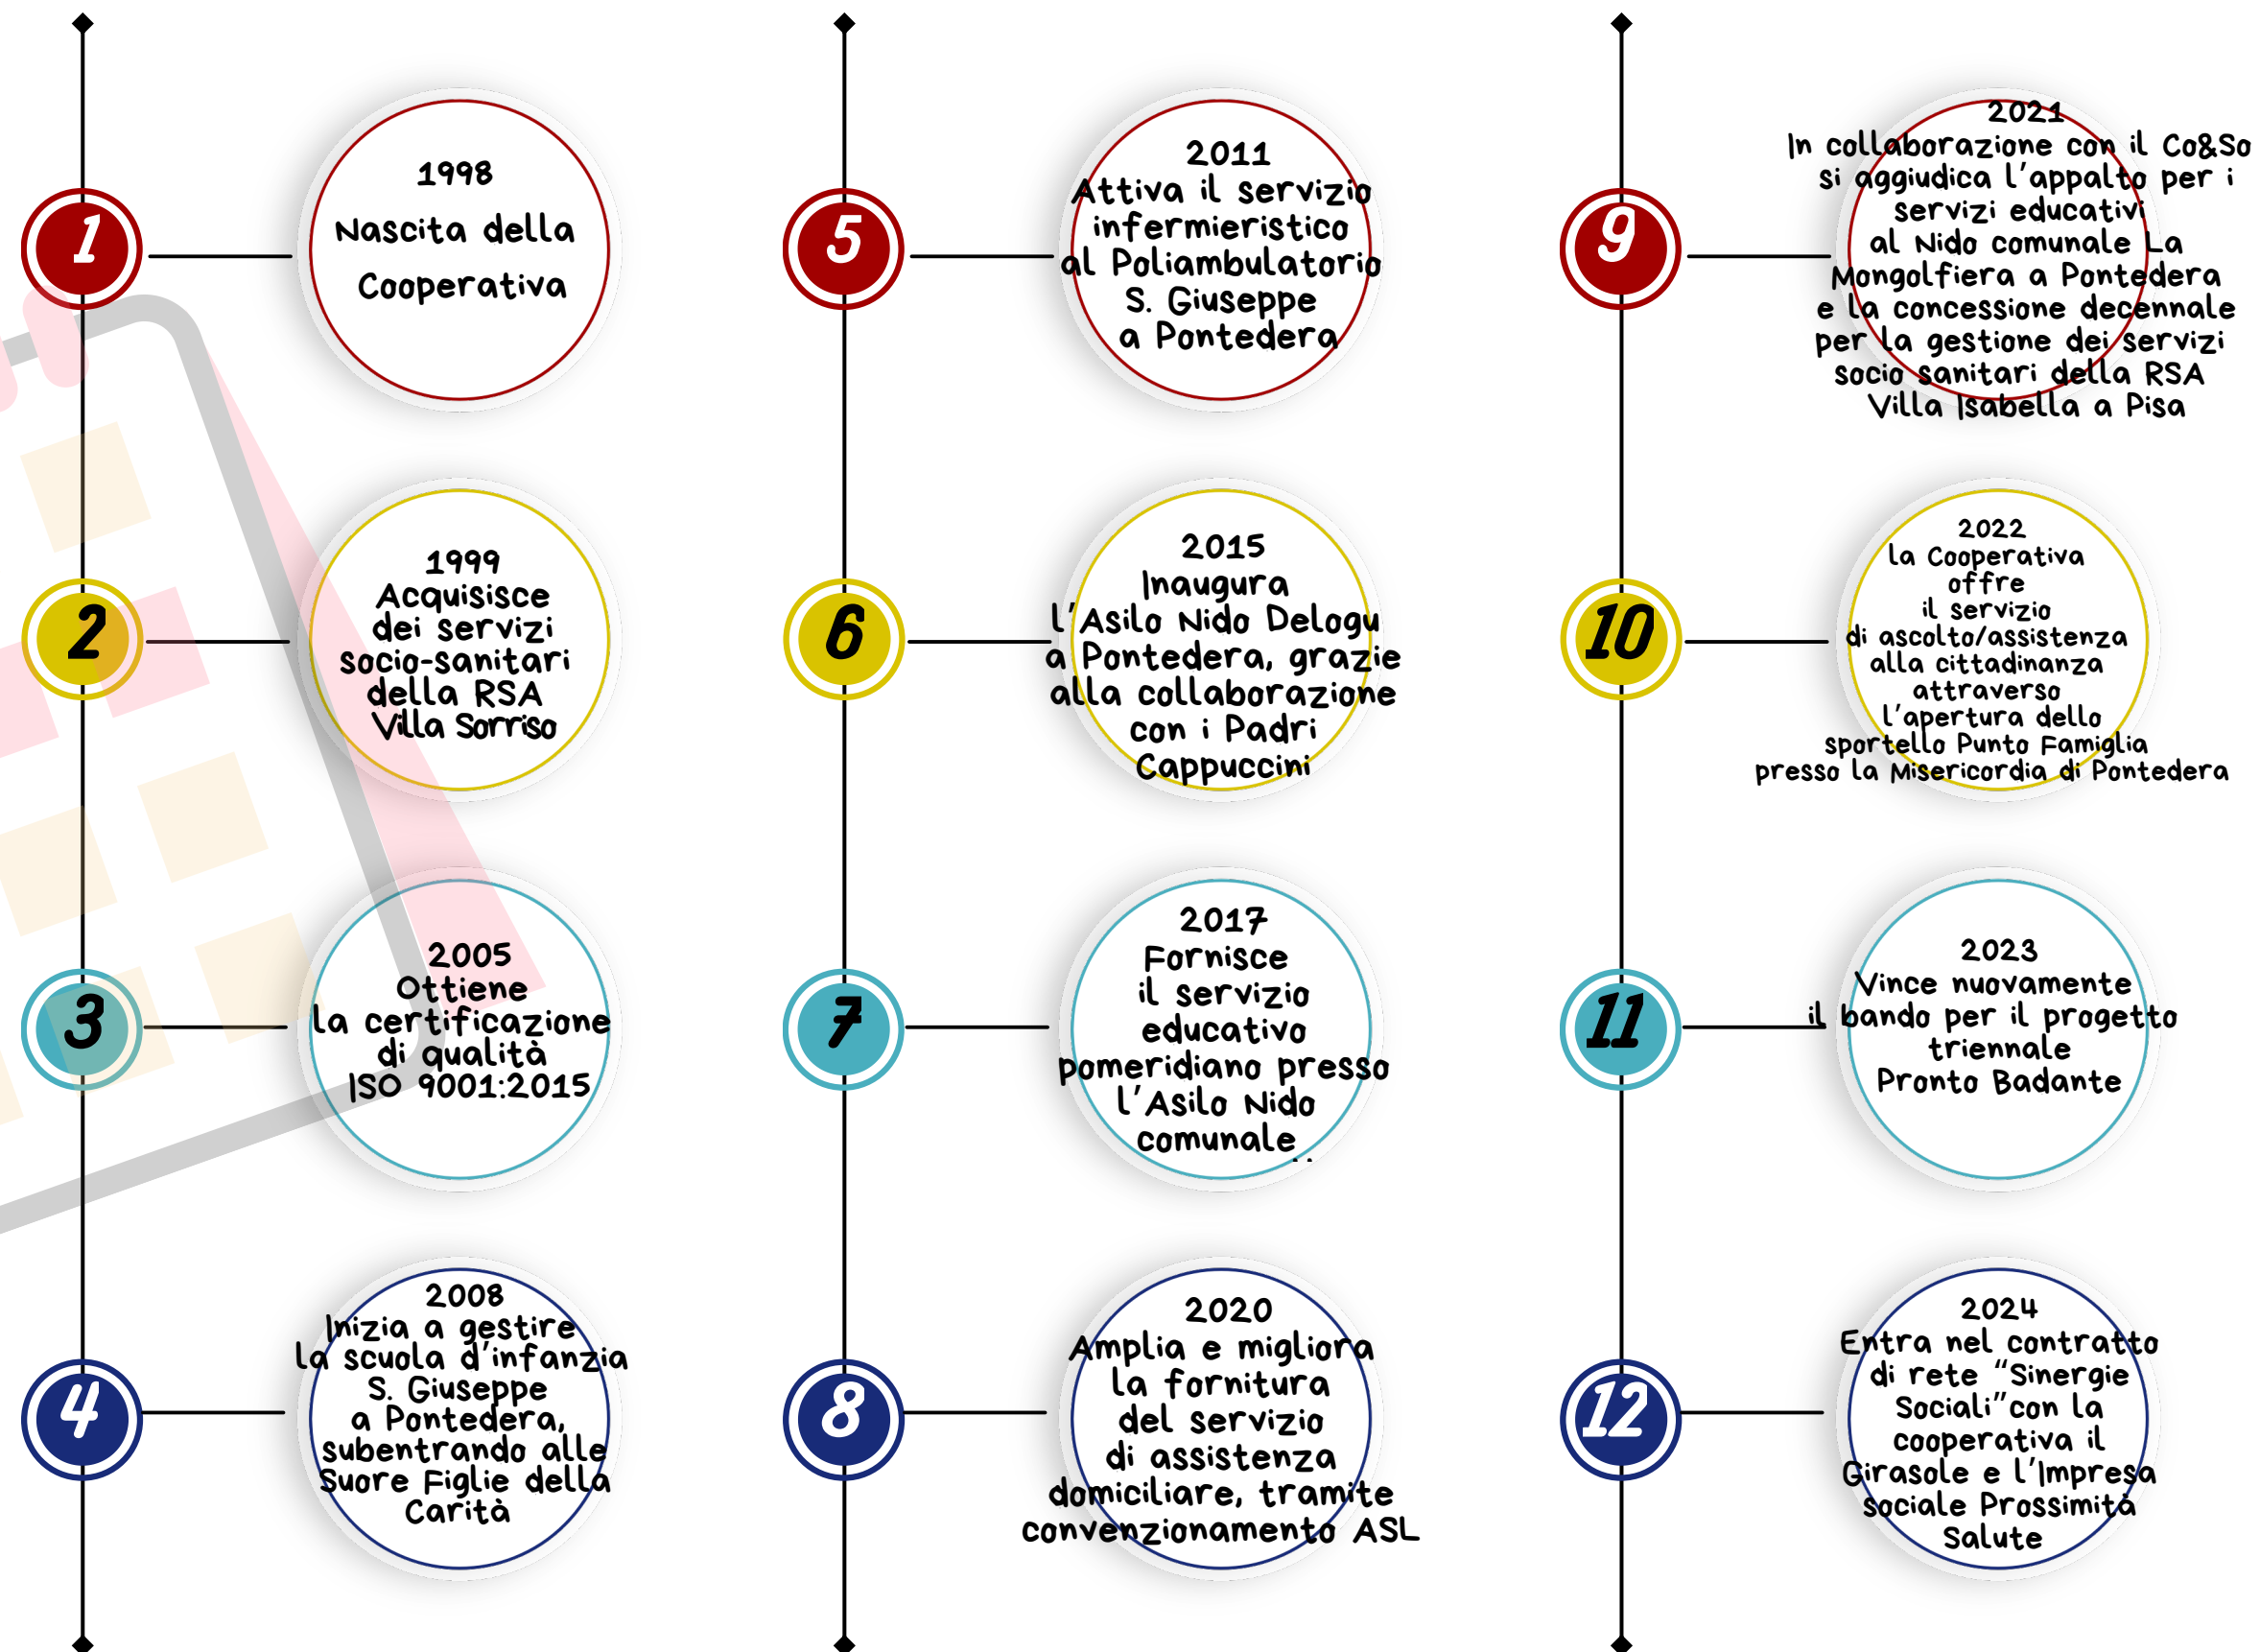 1
1998
Nascita della
Cooperativa
2
1999
Acquisisce
dei servizi
socio-sanitari
della RSA
Villa Sorriso
3
2005
Ottiene
la certificazione
di qualità
ISO 9001:2015
4
2008
Inizia a gestire
la scuola d'infanzia
S. Giuseppe
a Pontedera,
subentrando alle
Suore Figlie della
Carità
5
2011
Attiva il servizio
infermieristico
al Poliambulatorio
S. Giuseppe
a Pontedera
6
2015
Inaugura
l'Asilo Nido Delogu
a Pontedera, grazie
alla collaborazione
con i Padri
Cappuccini
7
2017
Fornisce
il servizio
educativo
pomeridiano presso
l'Asilo Nido
comunale
8
2020
Amplia e migliora
la fornitura
del servizio
di assistenza
domiciliare, tramite
convenzionamento ASL
9
2021
In collaborazione con il Co&So
si aggiudica l'appalto per i
servizi educativi
al Nido comunale La
Mongolfiera a Pontedera
e la concessione decennale
per la gestione dei servizi
socio sanitari della RSA
Villa Isabella a Pisa
10
2022
la Cooperativa
offre
il servizio
di ascolto/assistenza
alla cittadinanza
attraverso
l'apertura dello
sportello Punto Famiglia
presso la Misericordia di Pontedera
11
2023
Vince nuovamente
il bando per il progetto
triennale
Pronto Badante
12
2024
Entra nel contratto
di rete “Sinergie
Sociali”con la
cooperativa il
Girasole e l'Impresa
sociale Prossimità
Salute